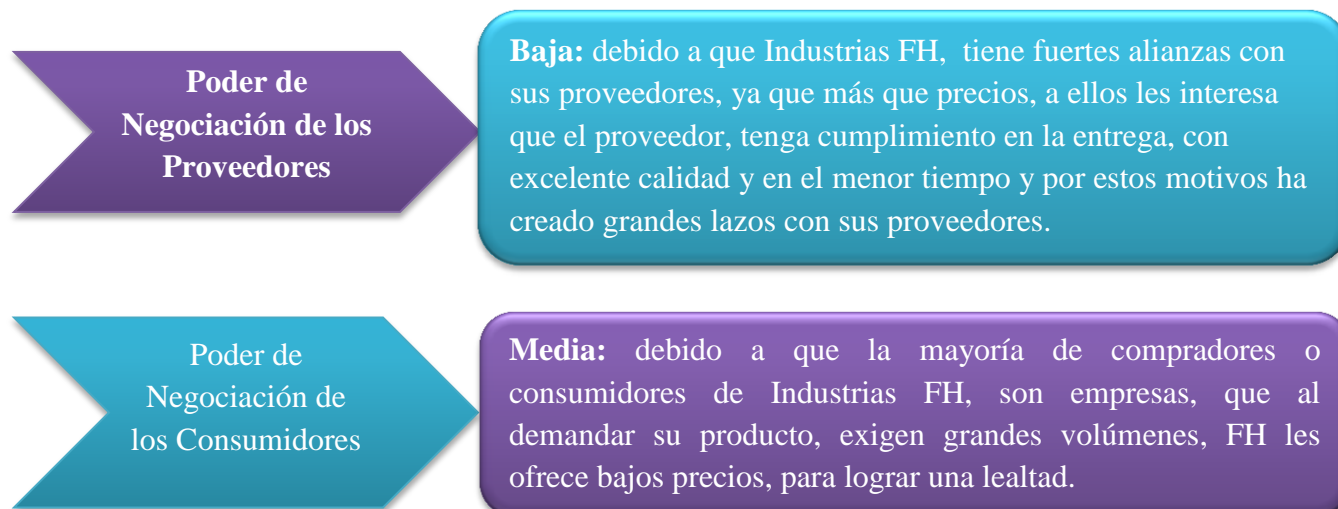 Poder de
Negociación de los
Proveedores
Baja: debido a que Industrias FH, tiene fuertes alianzas con
sus proveedores, ya que más que precios, a ellos les interesa
que el proveedor, tenga cumplimiento en la entrega, con
excelente calidad y en el menor tiempo y por estos motivos ha
creado grandes lazos con sus proveedores.
Poder de
Negociación de
los Consumidores
Media: debido a que la mayoría de compradores o
consumidores de Industrias FH, son empresas, que al
demandar su producto, exigen grandes volúmenes, FH les
ofrece bajos precios, para lograr una lealtad.